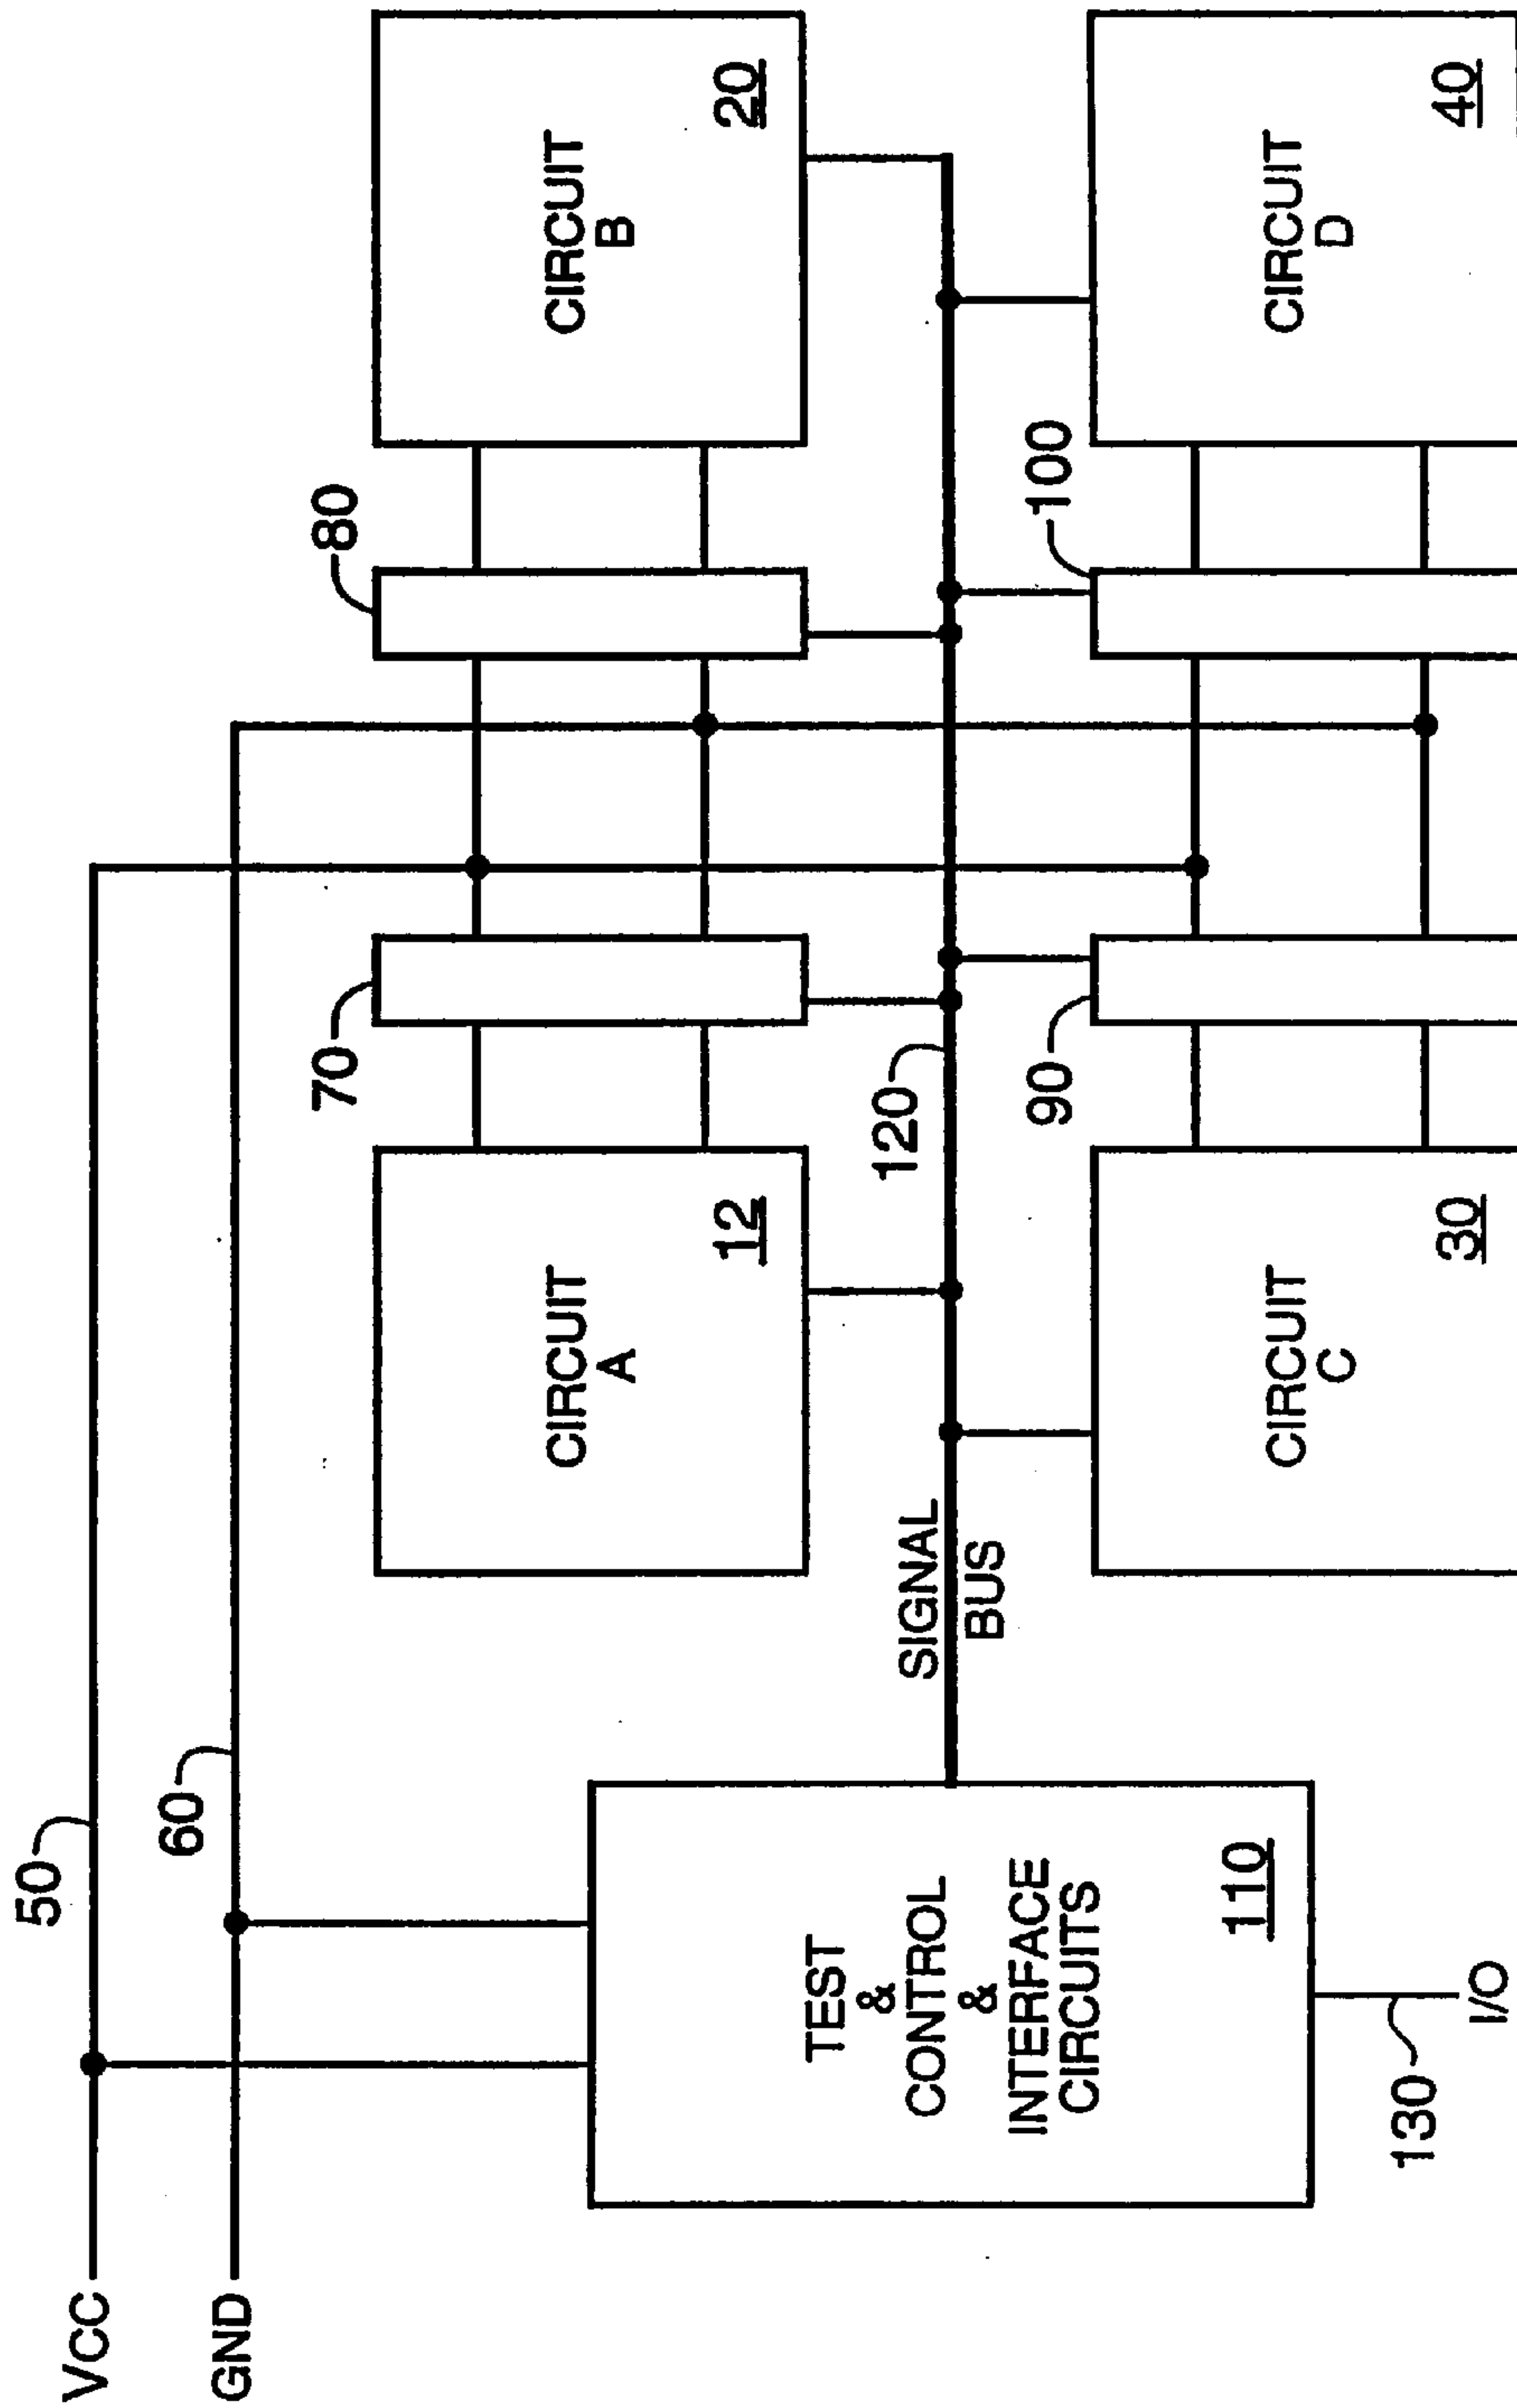 VCC
50
GND
60
80
70
CIRCUIT
A
12
CIRCUIT
B
20
SIGNAL
BUS
120
TEST
&
CONTROL
&
INTERFACE
CIRCUITS
110
90
100
CIRCUIT
C
30
CIRCUIT
D
40
130
I/O